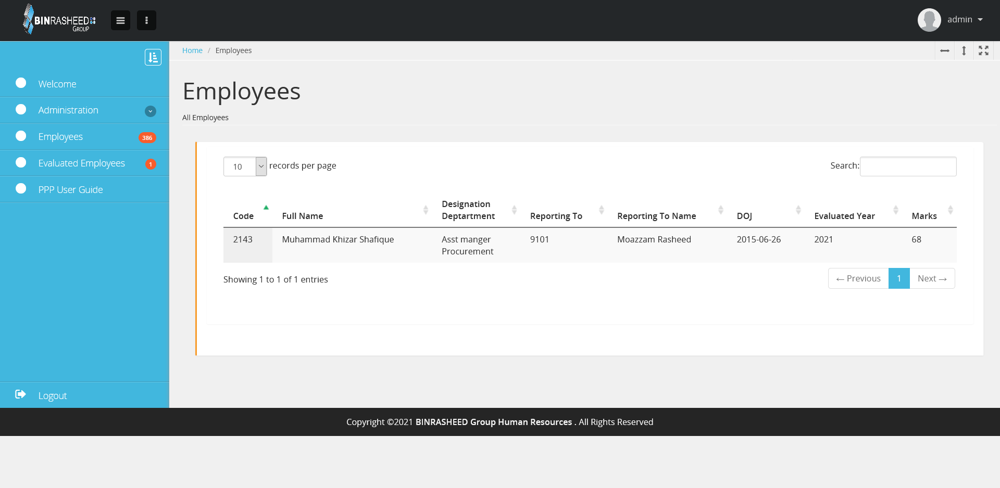 BINRASHEED
GROUP
admin
Home / Employees
Welcome
Administration
Employees 386
Evaluated Employees 1
PPP User Guide
Logout
Employees
All Employees
10 records per page
Search:
Code Full Name Designation Deptartment Reporting To Reporting To Name DOJ Evaluated Year Marks
2143 Muhammad Khizar Shafique Asst manger Procurement 9101 Moazzam Rasheed 2015-06-26 2021 68
Showing 1 to 1 of 1 entries
← Previous 1 Next →
Copyright ©2021 BINRASHEED Group Human Resources . All Rights Reserved